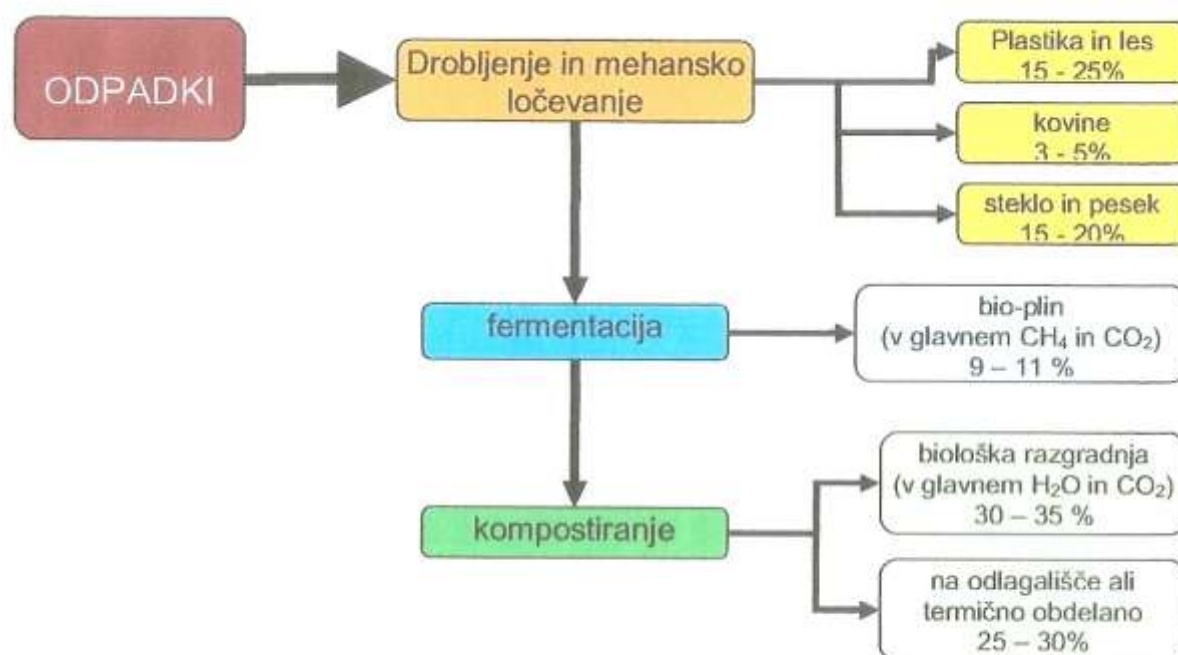 ODPADKI
Drobljenje in mehansko
ločevanje
Plastika in les
15 - 25%
kovine
3 - 5%
steklo in pesek
15 - 20%
fermentacija
bio-plin
(v glavnem CH₄ in CO₂)
9 – 11 %
kompostiranje
biološka razgradnja
(v glavnem H₂O in CO₂)
30 – 35 %
na odlagališče ali
termično obdelano
25 – 30%